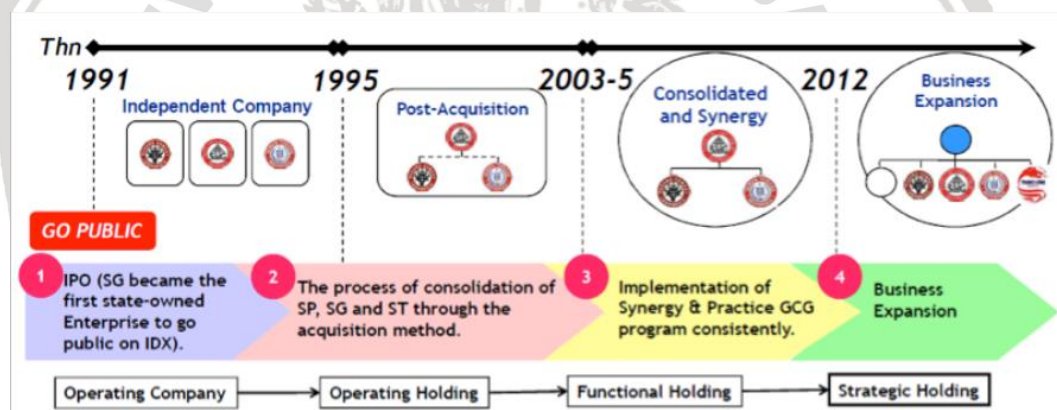 Thn
1991
1995
2003-5
2012
Independent Company
Post-Acquisition
Consolidated
and Synergy
Business
Expansion
GO PUBLIC
1
IPO (SG became the
first state-owned
Enterprise to go
public on IDX).
2
The process of consolidation of
SP, SG and ST through the
acquisition method.
3
Implementation of
Synergy & Practice GCG
program consistently.
4
Business
Expansion
Operating Company
Operating Holding
Functional Holding
Strategic Holding